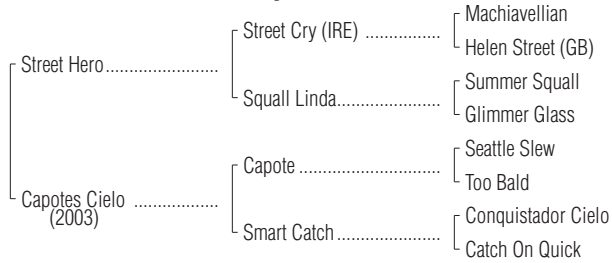 Machiavellian
Street Cry (IRE) ..................
Helen Street (GB)
Street Hero.......................
Summer Squall
Squall Linda.....................
Glimmer Glass
Seattle Slew
Capote ..........................
Too Bald
Capotes Cielo .................
(2003)
Conquistador Cielo
Smart Catch.....................
Catch On Quick